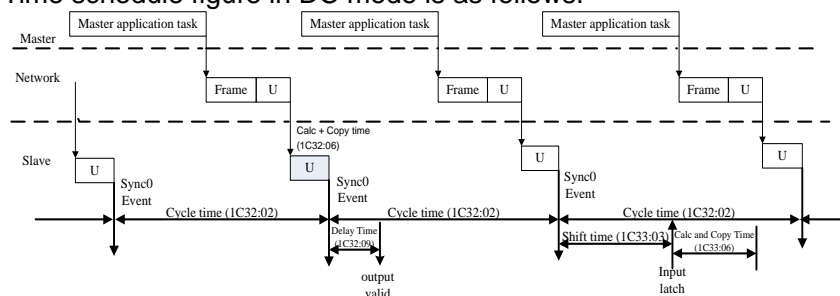 Time schedule figure in DC mode is as follows:
Master application task
Master application task
Master application task
Master
Network
Frame
U
Frame
U
Frame
U
Calc + Copy time
(1C32:06)
Slave
U
U
U
U
Sync0
Event
Sync0
Event
Sync0
Event
Cycle time (1C32:02)
Cycle time (1C32:02)
Cycle time (1C32:02)
Delay Time
(1C32:09)
Shift time (1C33:03)
Calc and Copy Time
(1C33:06)
output
valid
Input
latch